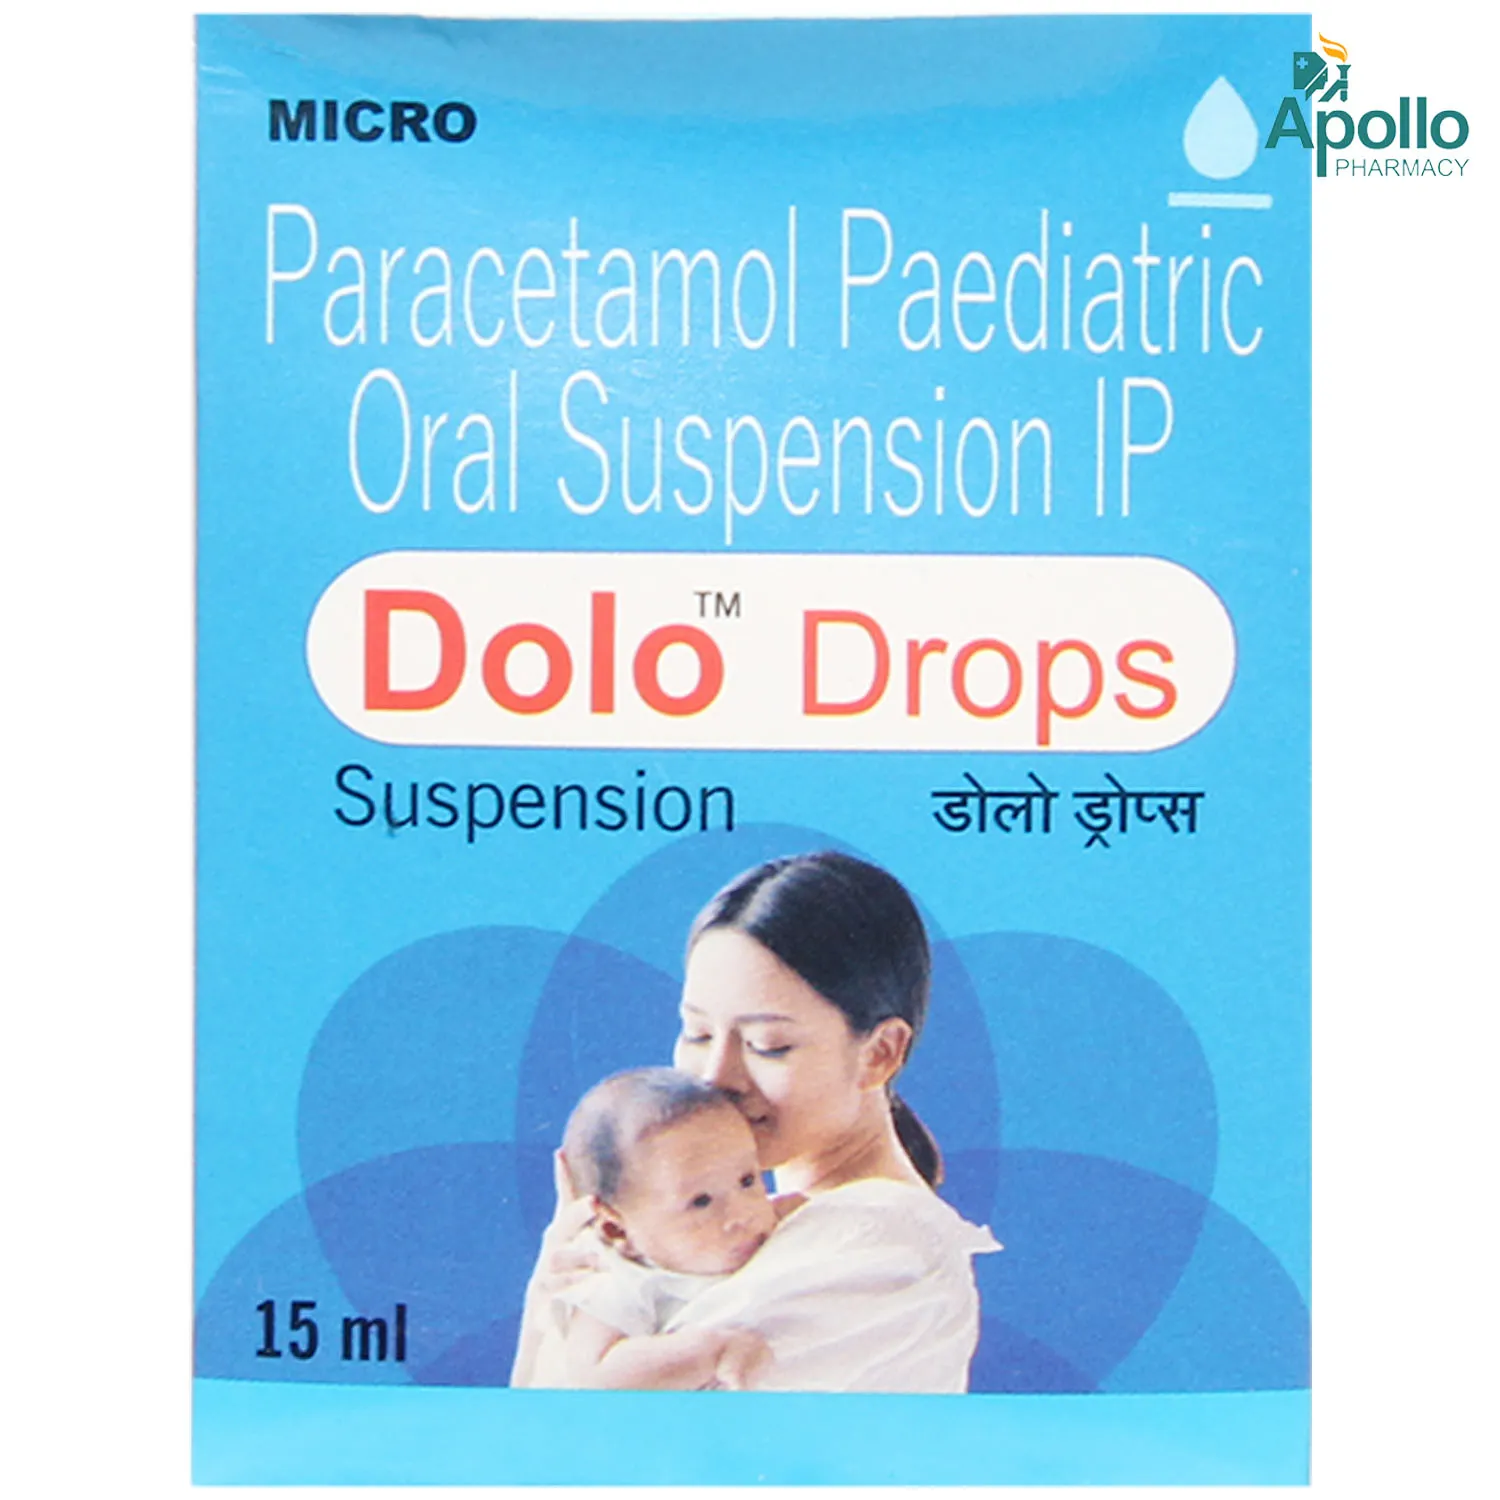 MICRO
Apollo
PHARMACY
Paracetamol Paediatric
Oral Suspension IP
Dolo™ Drops
Suspension डोलो ड्रोप्स
15 ml